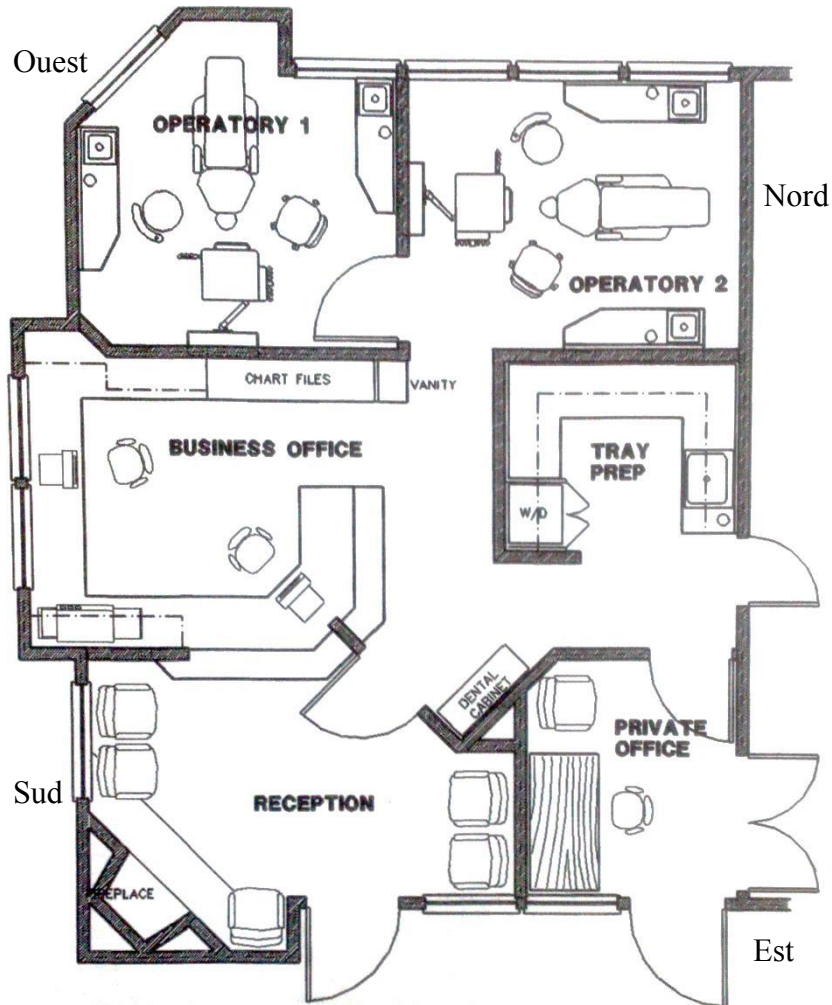 Ouest
OPERATORY 1
Nord
OPERATORY 2
CHART FILES
VANITY
BUSINESS OFFICE
TRAY
PREP
W/D
DENTAL
CABINET
PRIVATE
OFFICE
Sud
RECEPTION
REPLACE
Est